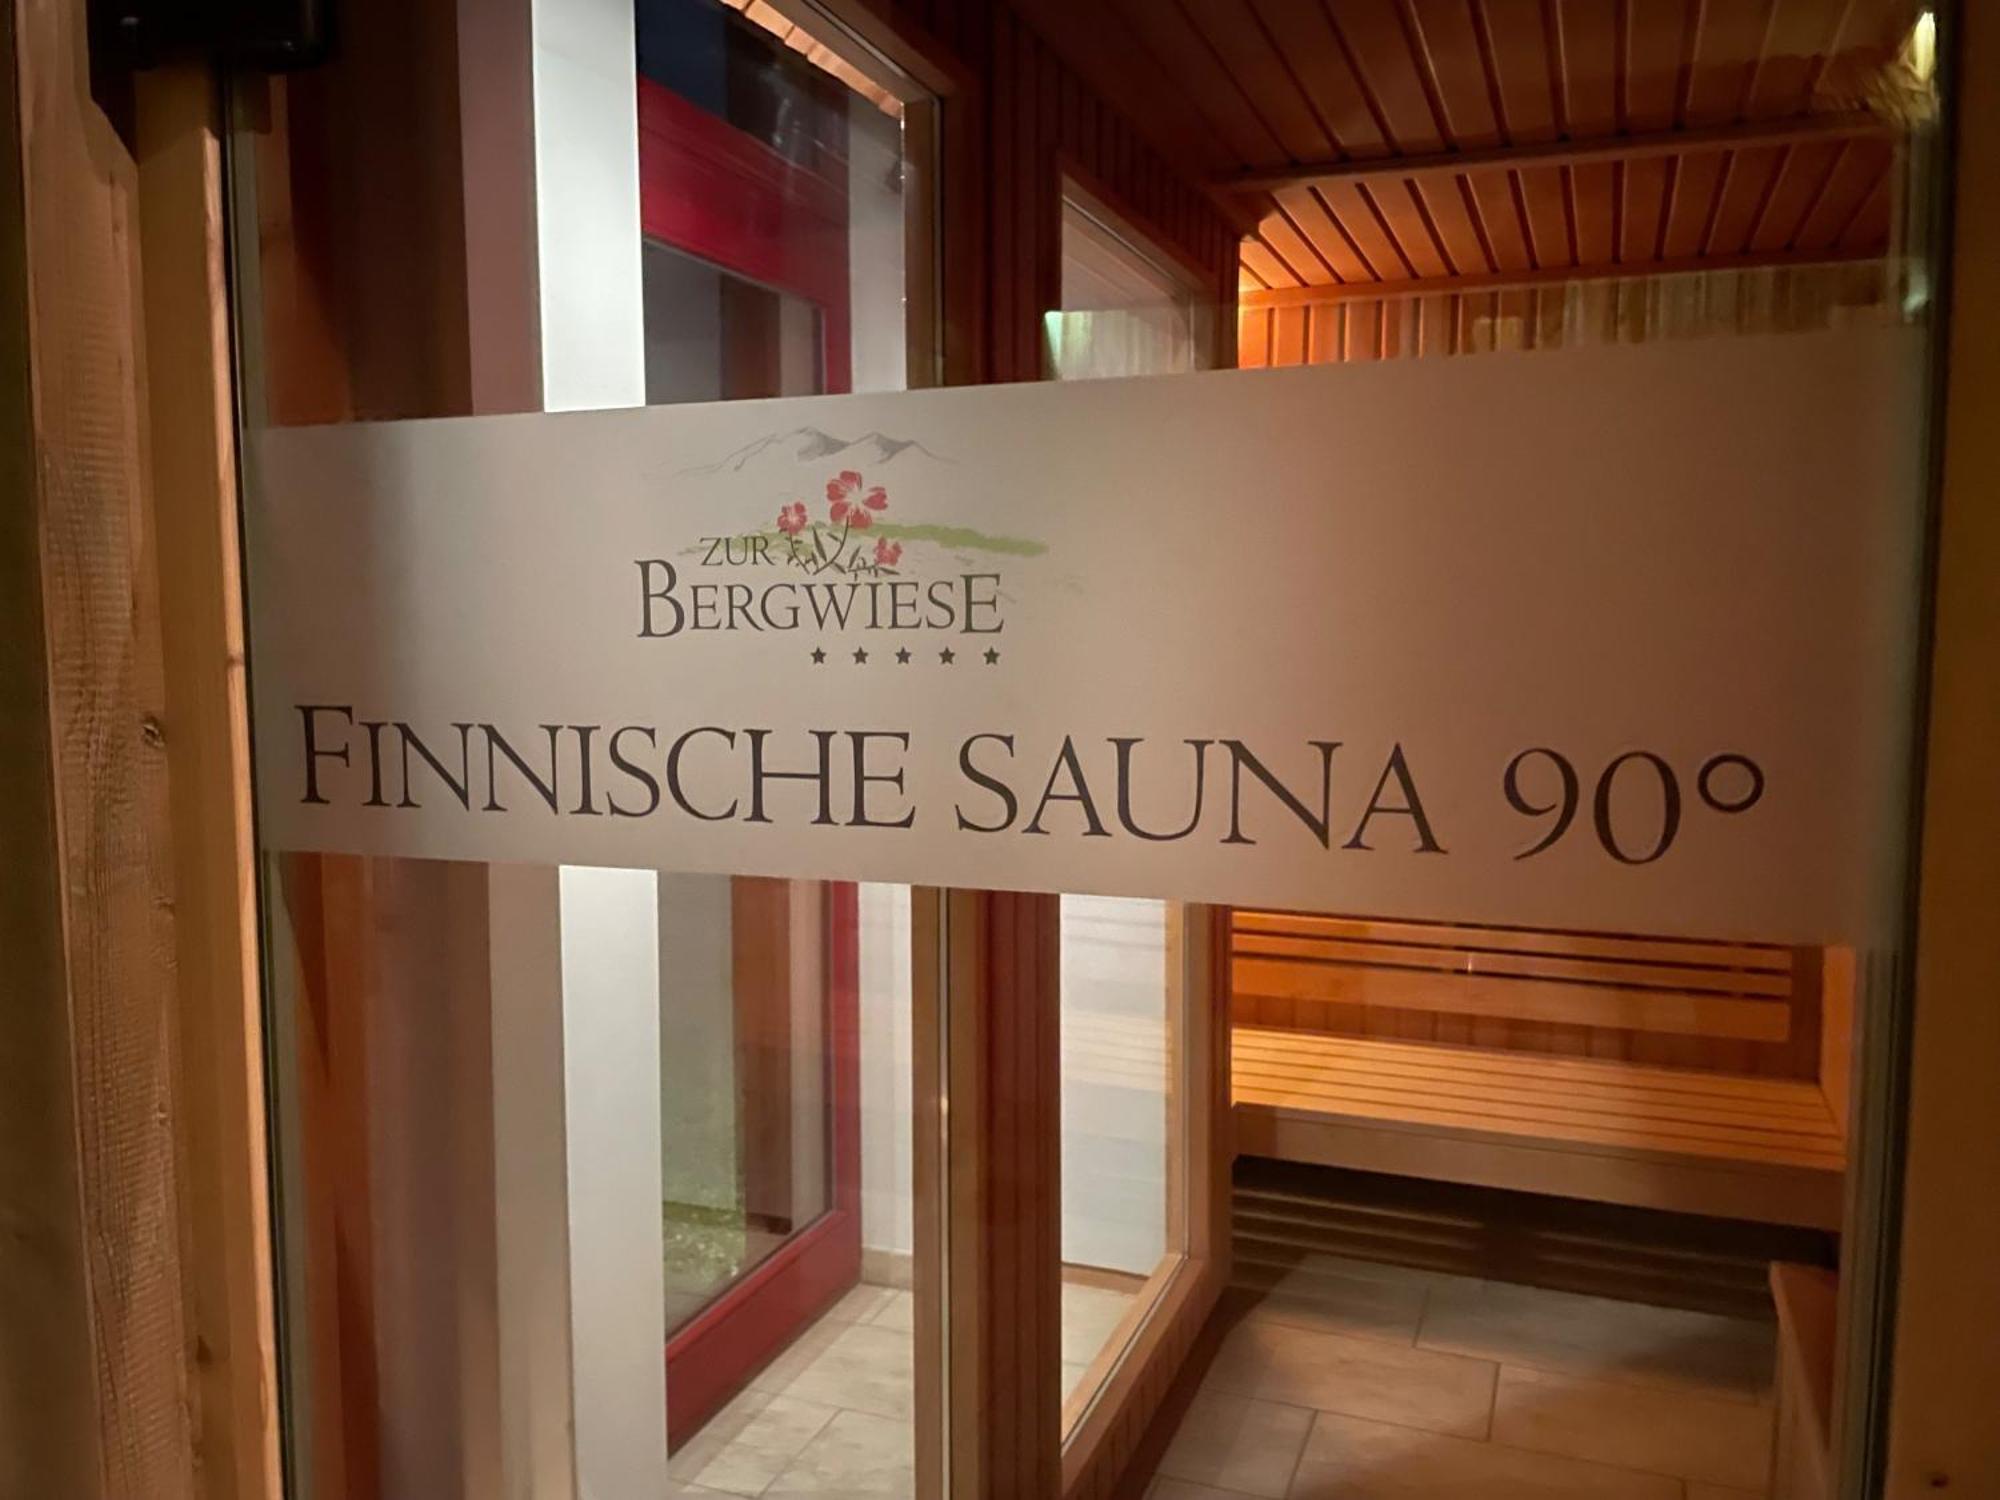 ZUR
BERGWIESE
★ ★ ★ ★ ★
FINNISCHE SAUNA 90°